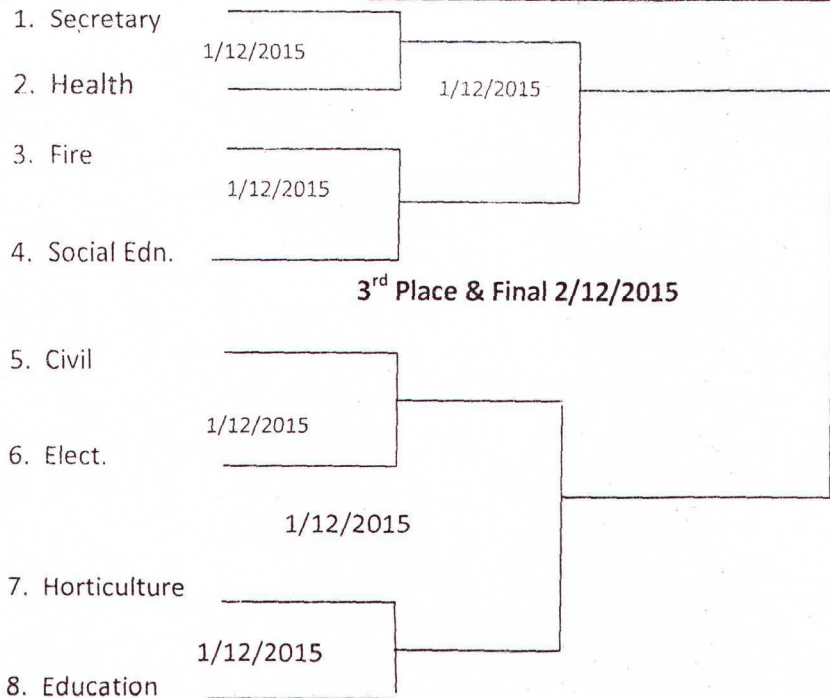 1. Secretary
1/12/2015
2. Health
1/12/2015
3. Fire
1/12/2015
4. Social Edn.
3rd Place & Final 2/12/2015
5. Civil
1/12/2015
6. Elect.
1/12/2015
7. Horticulture
1/12/2015
8. Education